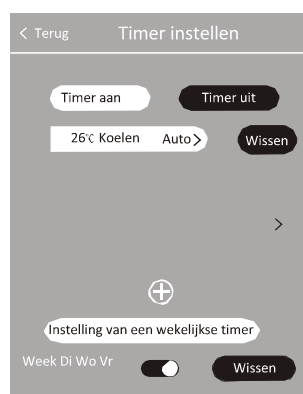 < Terug Timer instellen
Timer aan Timer uit
26℃ Koelen Auto > Wissen
>
Instelling van een wekelijkse timer
Week Di Wo Vr Wissen